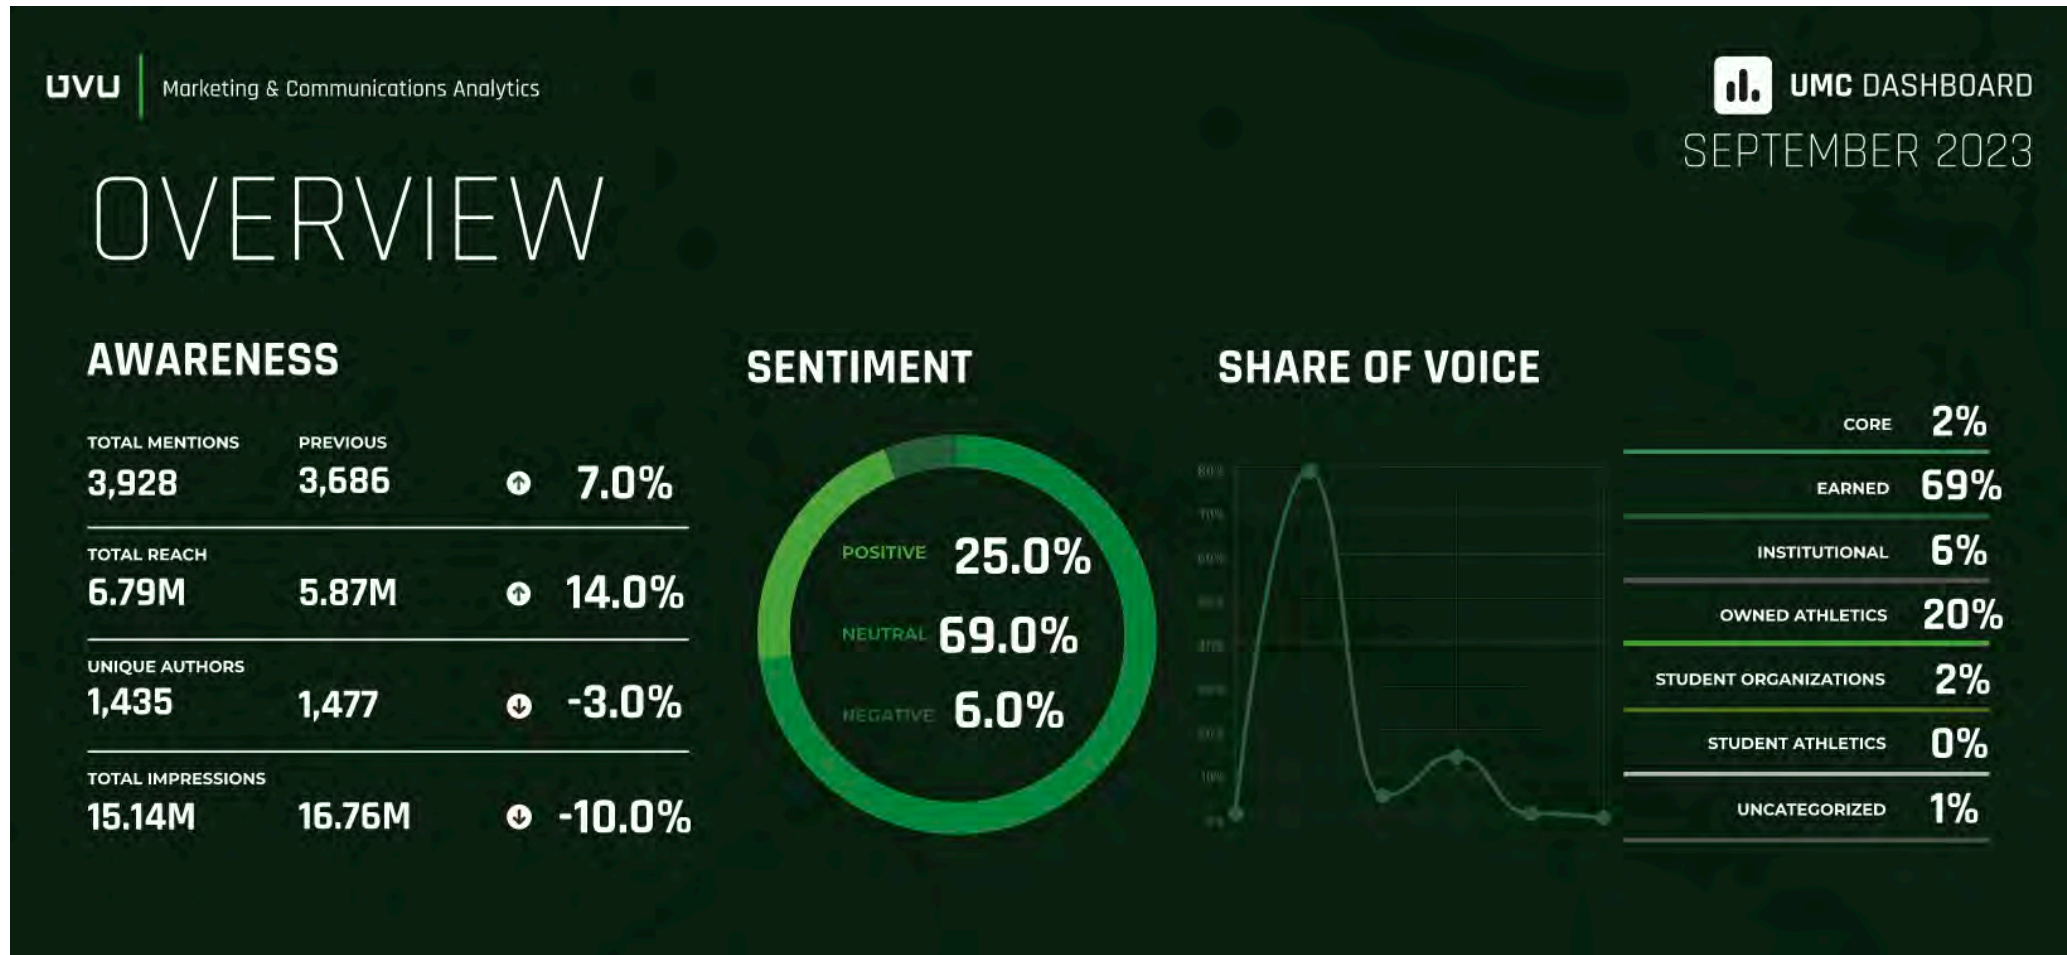 UVU
Marketing & Communications Analytics
UMC DASHBOARD
SEPTEMBER 2023
OVERVIEW
AWARENESS
TOTAL MENTIONS PREVIOUS
3,928 3,686 7.0%
TOTAL REACH
6.79M 5.87M 14.0%
UNIQUE AUTHORS
1,435 1,477 -3.0%
TOTAL IMPRESSIONS
15.14M 16.76M -10.0%
SENTIMENT
POSITIVE 25.0%
NEUTRAL 69.0%
NEGATIVE 6.0%
SHARE OF VOICE
80%
70%
10%
CORE 2%
EARNED 69%
INSTITUTIONAL 6%
OWNED ATHLETICS 20%
STUDENT ORGANIZATIONS 2%
STUDENT ATHLETICS 0%
UNCATEGORIZED 1%